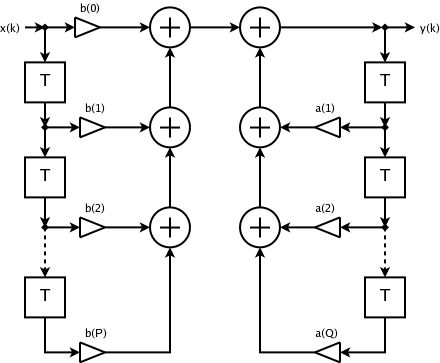 b(0)
x(k)
y(k)
T
T
b(1)
a(1)
T
T
b(2)
a(2)
T
T
b(P)
a(Q)